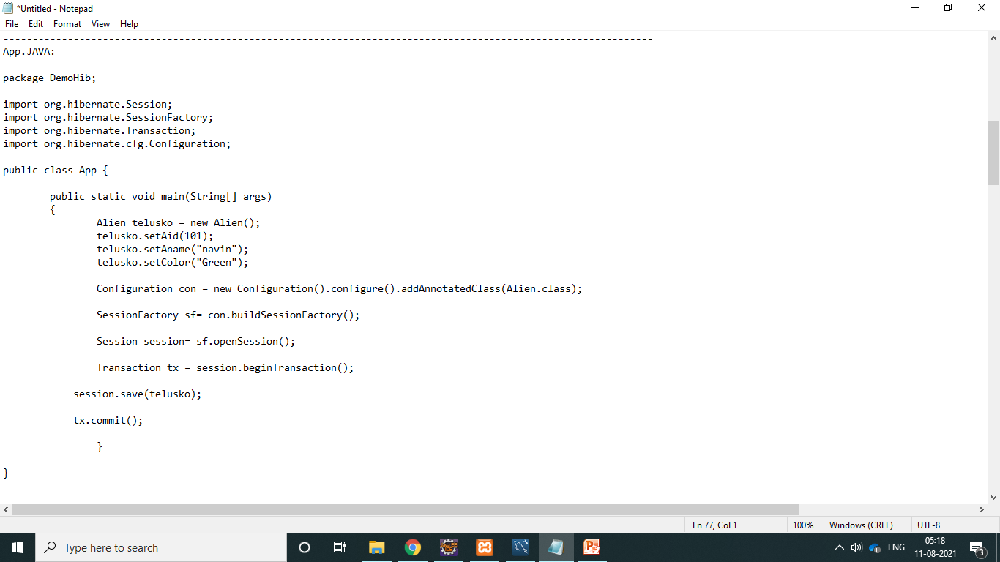 *Untitled - Notepad
File Edit Format View Help
---------------------------------------------------------------------------------------------------------------
App.JAVA:
package DemoHib;
import org.hibernate.Session;
import org.hibernate.SessionFactory;
import org.hibernate.Transaction;
import org.hibernate.cfg.Configuration;
public class App {
public static void main(String[] args)
{
Alien telusko = new Alien();
telusko.setAid(101);
telusko.setAname("navin");
telusko.setColor("Green");
Configuration con = new Configuration().configure().addAnnotatedClass(Alien.class);
SessionFactory sf= con.buildSessionFactory();
Session session= sf.openSession();
Transaction tx = session.beginTransaction();
session.save(telusko);
tx.commit();
}
}
Ln 77, Col 1 100% Windows (CRLF) UTF-8
Type here to search
ENG
05:18
11-08-2021
3